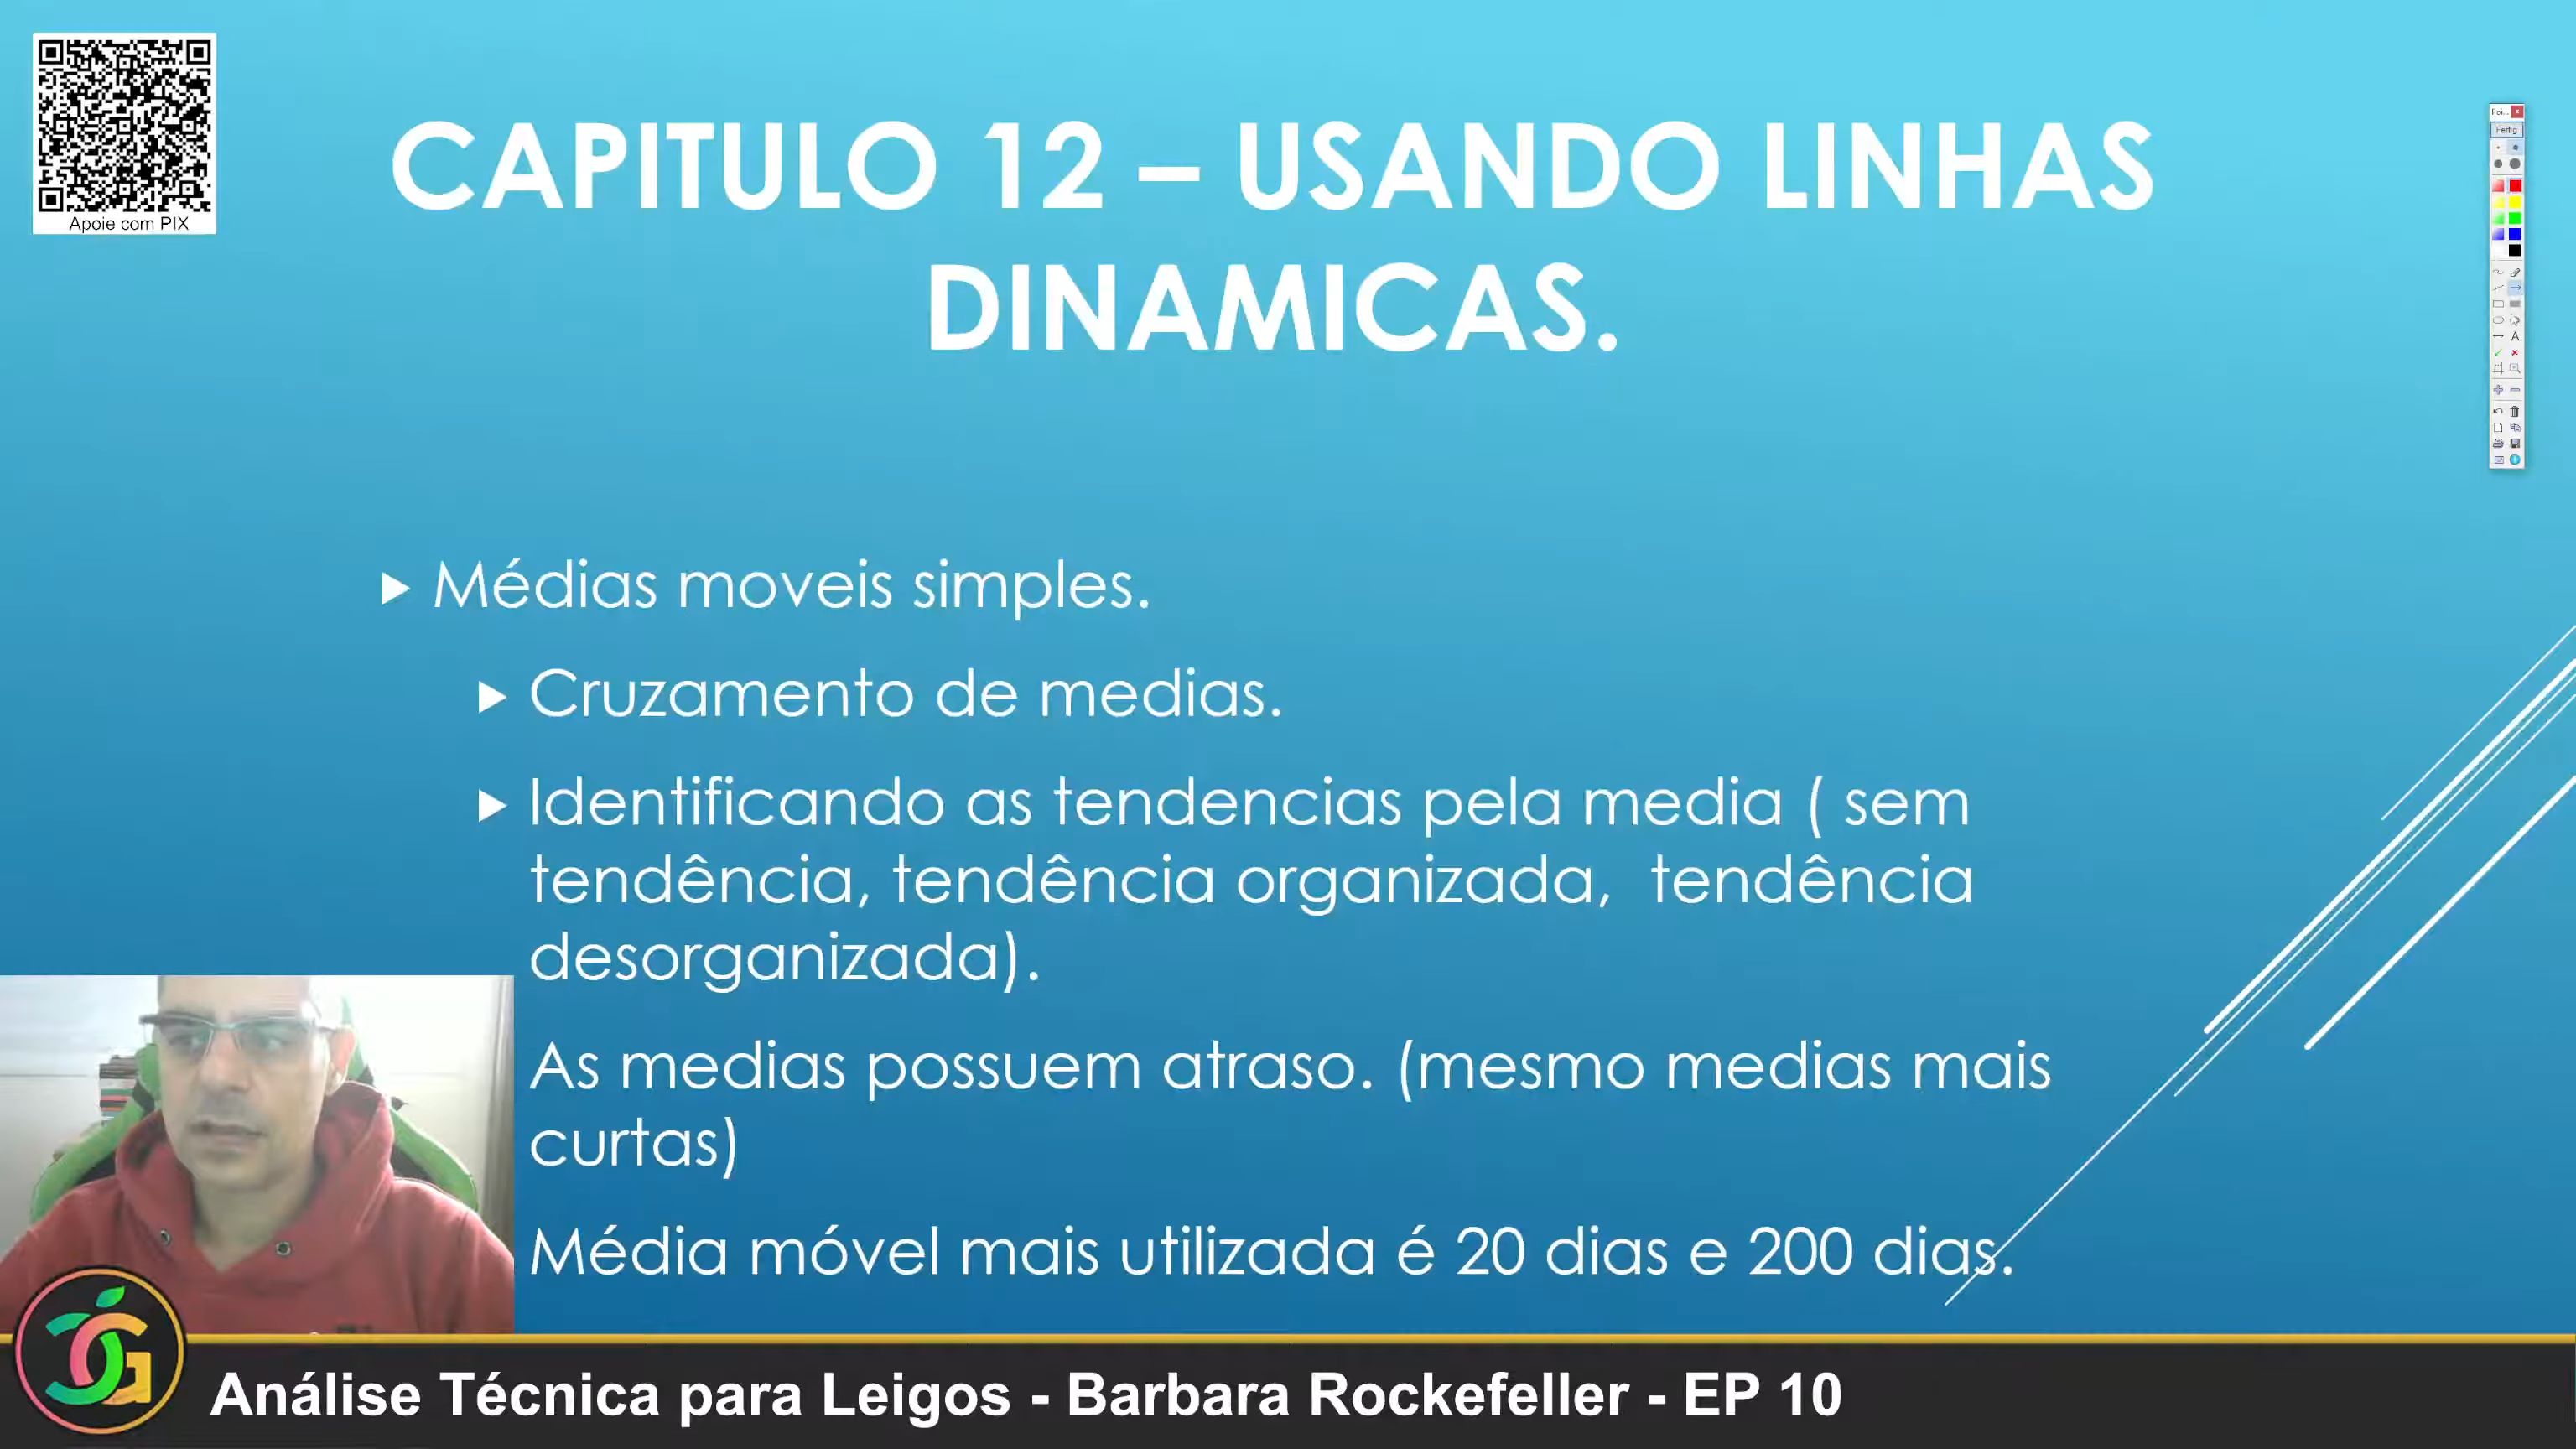 Apoie com PIX
CAPITULO 12 – USANDO LINHAS
DINAMICAS.
Poi...
Fertig
A
Médias moveis simples.
Cruzamento de medias.
Identificando as tendencias pela media ( sem
tendência, tendência organizada, tendência
desorganizada).
As medias possuem atraso. (mesmo medias mais
curtas)
Média móvel mais utilizada é 20 dias e 200 dias.
Análise Técnica para Leigos - Barbara Rockefeller - EP 10